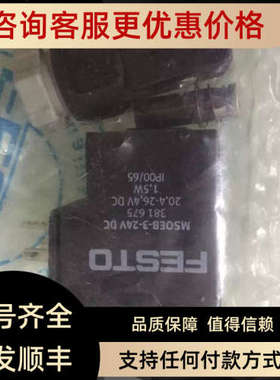 咨询客服更优惠价格
MSOEB-3-24V DC
381 675
20,4-26,4V DC
1,5W
IP00/65
FESTO
号齐全
品质保障 值得信赖
发顺丰
支持任何付款方式